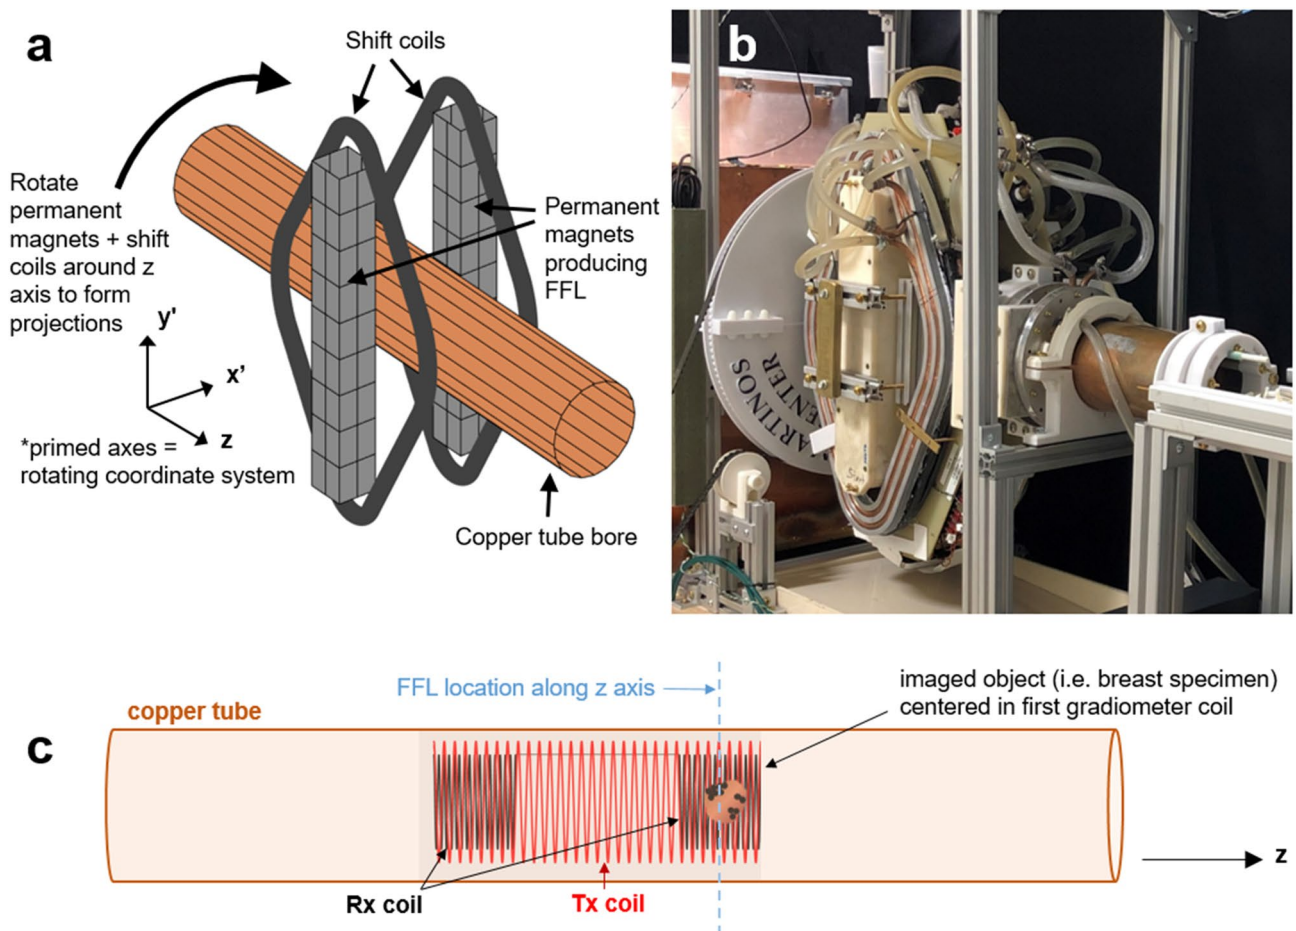 a
Shift coils
Rotate
permanent
magnets + shift
coils around z
axis to form
projections
Permanent
magnets
producing
FFL
y'
x'
z
*primed axes =
rotating coordinate system
Copper tube bore
b
MARTINOS
CENTER
c
FFL location along z axis
imaged object (i.e. breast specimen)
centered in first gradiometer coil
copper tube
Rx coil
Tx coil
z